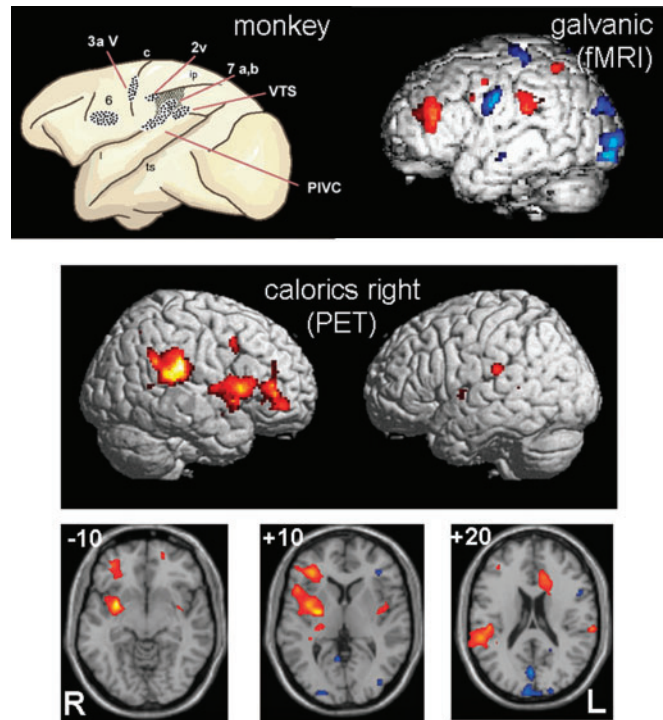 monkey
3a V
c
2v
7 a,b
ip
6
VTS
l
ts
PIVC
galvanic
(fMRI)
calorics right
(PET)
-10
+10
+20
R
L